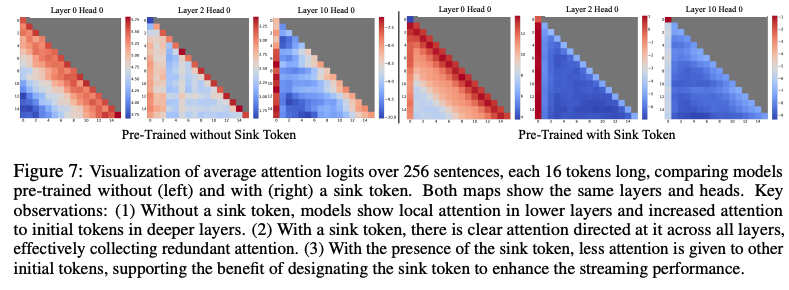 Layer 0 Head 0
Layer 2 Head 0
Layer 10 Head 0
Layer 0 Head 0
Layer 2 Head 0
Layer 10 Head 0
Pre-Trained without Sink Token
Pre-Trained with Sink Token
Figure 7: Visualization of average attention logits over 256 sentences, each 16 tokens long, comparing models
pre-trained without (left) and with (right) a sink token. Both maps show the same layers and heads. Key
observations: (1) Without a sink token, models show local attention in lower layers and increased attention
to initial tokens in deeper layers. (2) With a sink token, there is clear attention directed at it across all layers,
effectively collecting redundant attention. (3) With the presence of the sink token, less attention is given to other
initial tokens, supporting the benefit of designating the sink token to enhance the streaming performance.